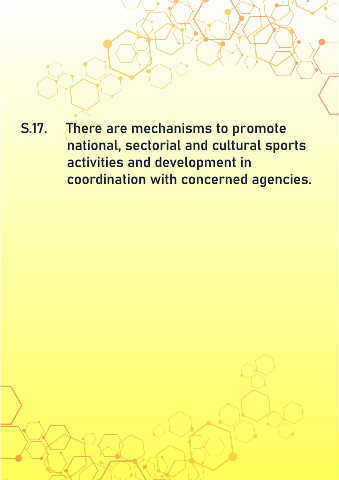 S.17. There are mechanisms to promote
national, sectorial and cultural sports
activities and development in
coordination with concerned agencies.